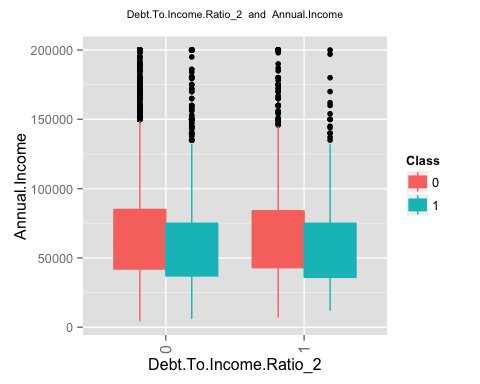 Debt.To.Income.Ratio_2 and Annual.Income
200000
150000
100000
50000
0
Annual.Income
0
1
Debt.To.Income.Ratio_2
Class
0
1